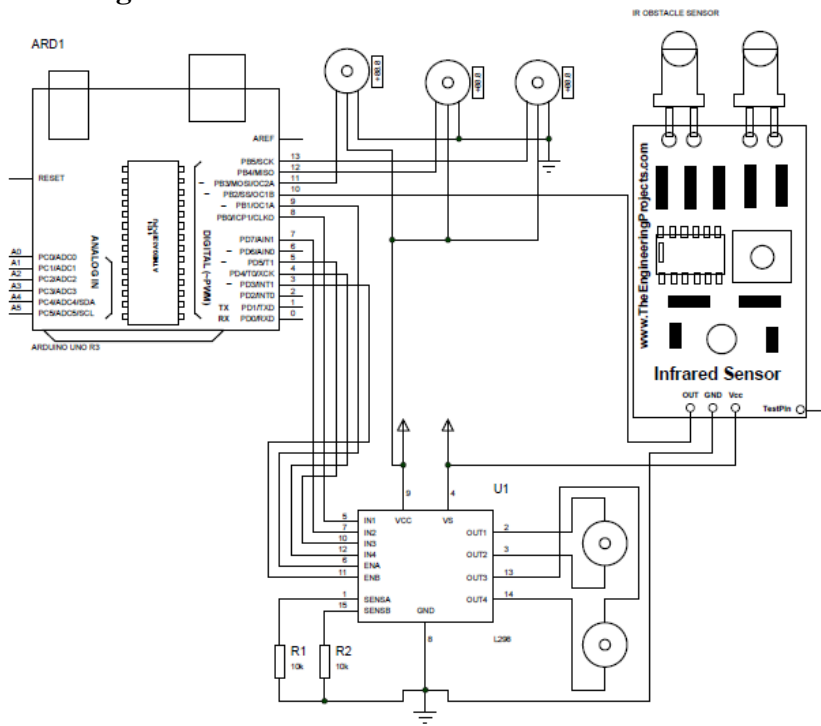 IR OBSTACLE SENSOR
ARD1
+88.8
+88.8
+88.8
AREF
RESET
PB5/SCK 13
PB4/MISO 12
~ PB3/MOSI/OC2A 11
~ PB2/SS/OC1B 10
~ PB1/OC1A 9
PB0/ICP1/CLKO 8
PD7/AIN1 7
~ PD6/AIN0 6
~ PD5/T1 5
PD4/T0/XCK 4
~ PD3/INT1 3
PD2/INT0 2
TX PD1/TXD 1
RX PD0/RXD 0
DIGITAL (~PWM)
ANALOG IN
A0 PC0/ADC0
A1 PC1/ADC1
A2 PC2/ADC2
A3 PC3/ADC3
A4 PC4/ADC4/SDA
A5 PC5/ADC5/SCL
ARDUINO UNO R3
www.TheEngineeringProjects.com
Infrared Sensor
OUT GND Vcc
TestPin
U1
9 4
5 IN1 VCC VS
7 IN2 OUT1 2
10 IN3
12 IN4 OUT2 3
6 ENA
11 ENB OUT3 13
1 SENSA OUT4 14
15 SENSB GND
8
L298
R1
10k
R2
10k